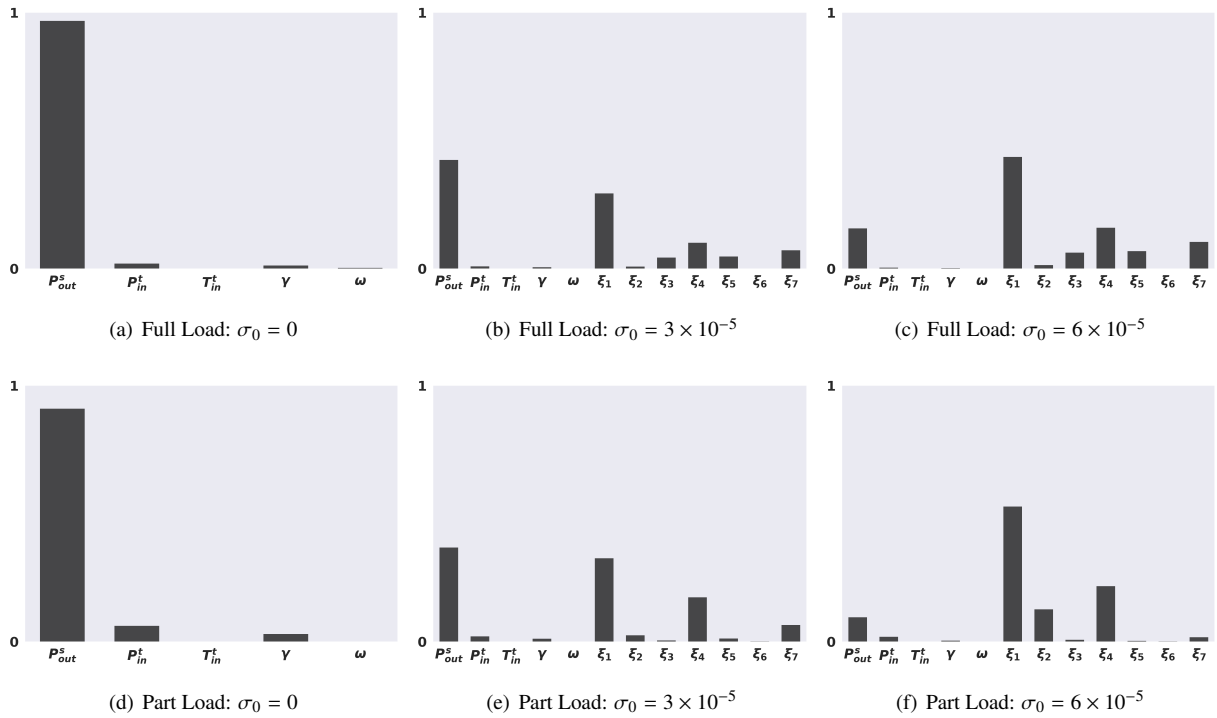 1
0
P^s_out P^t_in T^t_in γ ω
(a) Full Load: σ₀ = 0
1
0
P^s_out P^t_in T^t_in γ ω ξ₁ ξ₂ ξ₃ ξ₄ ξ₅ ξ₆ ξ₇
(b) Full Load: σ₀ = 3 × 10⁻⁵
1
0
P^s_out P^t_in T^t_in γ ω ξ₁ ξ₂ ξ₃ ξ₄ ξ₅ ξ₆ ξ₇
(c) Full Load: σ₀ = 6 × 10⁻⁵
1
0
P^s_out P^t_in T^t_in γ ω
(d) Part Load: σ₀ = 0
1
0
P^s_out P^t_in T^t_in γ ω ξ₁ ξ₂ ξ₃ ξ₄ ξ₅ ξ₆ ξ₇
(e) Part Load: σ₀ = 3 × 10⁻⁵
1
0
P^s_out P^t_in T^t_in γ ω ξ₁ ξ₂ ξ₃ ξ₄ ξ₅ ξ₆ ξ₇
(f) Part Load: σ₀ = 6 × 10⁻⁵